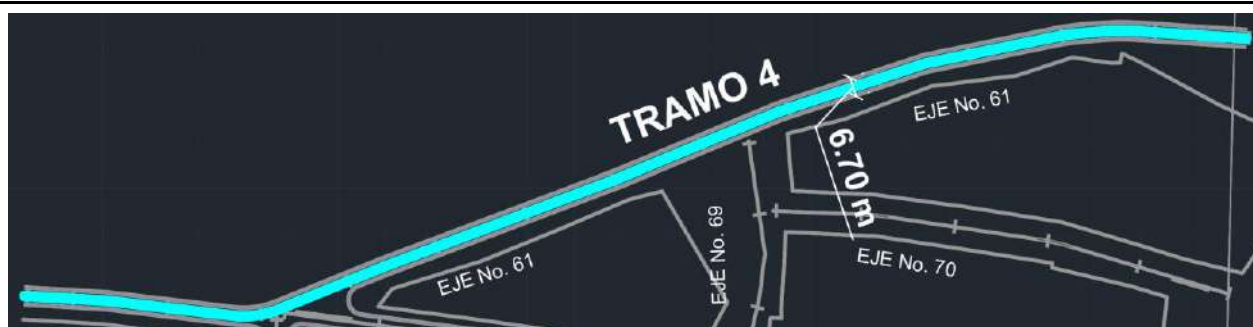 TRAMO 4
EJE No. 61
6.70 m
EJE No. 69
EJE No. 61
EJE No. 70